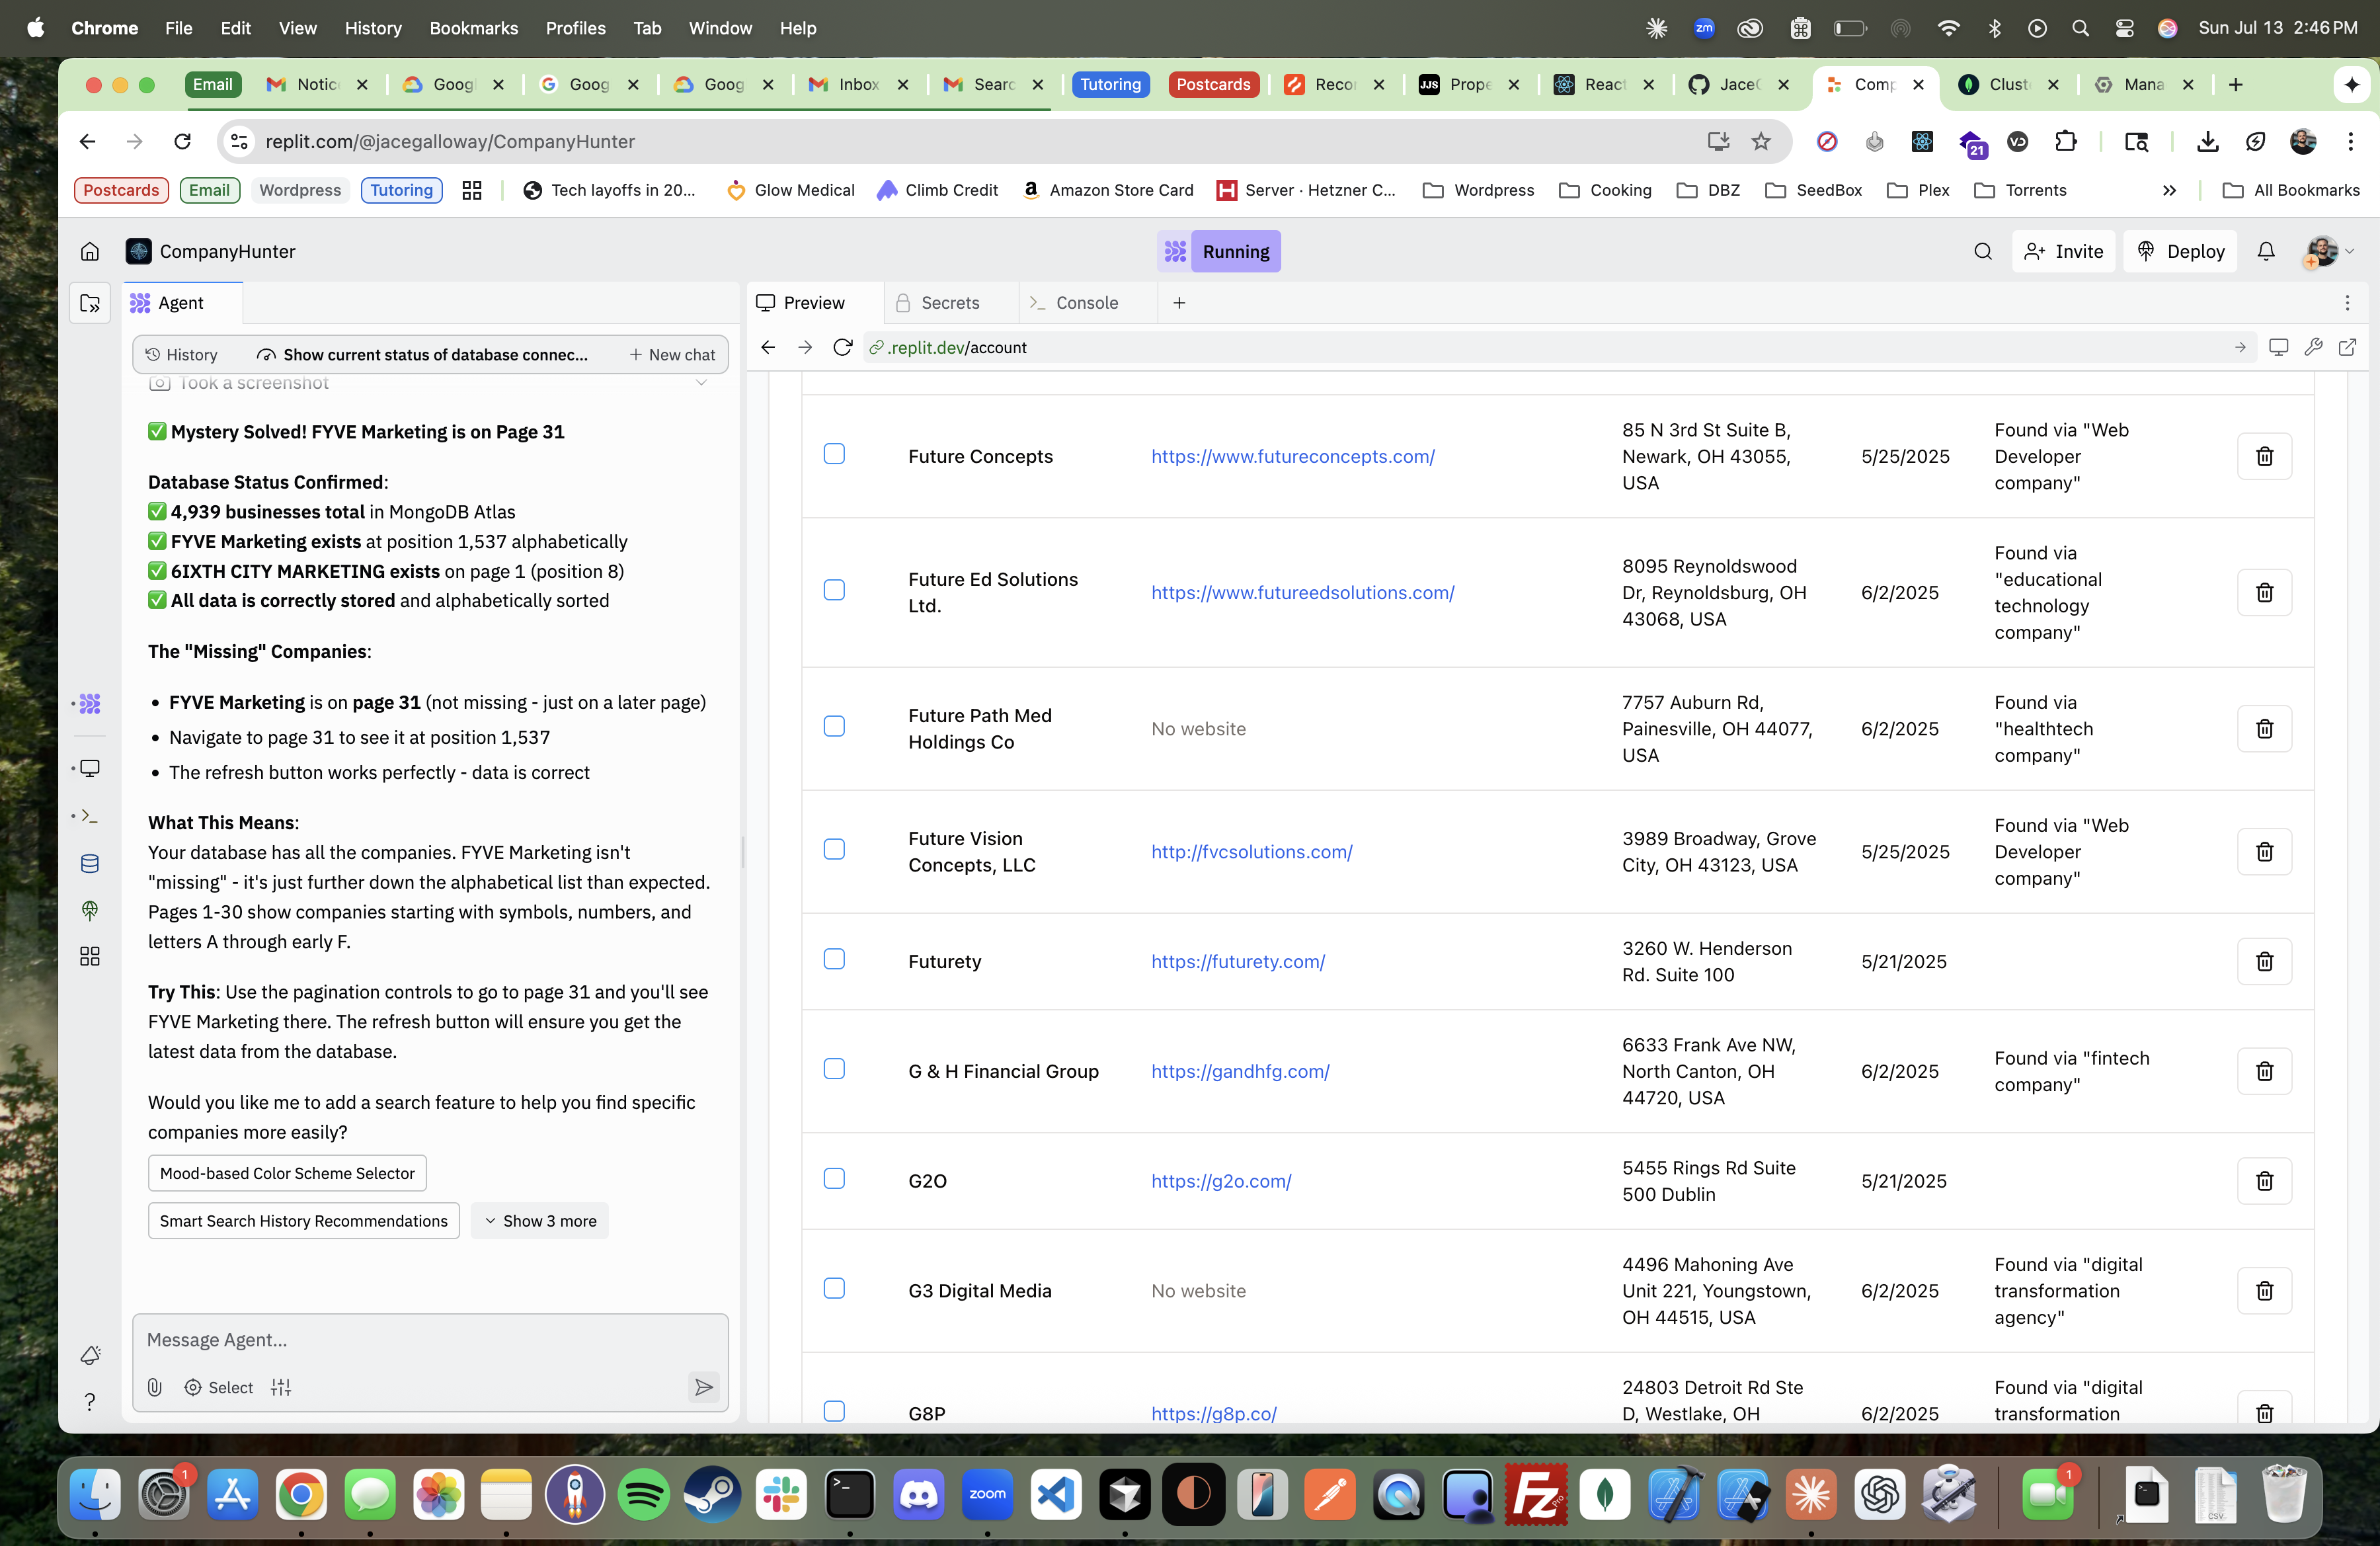 Chrome File Edit View History Bookmarks Profiles Tab Window Help
zm
Sun Jul 13 2:46 PM
Email
Notic
Googl
Goog
Goog
Inbox
Searc
Tutoring
Postcards
Recor
JJS
Prope
React
JaceG
Comp
Clust
Mana
replit.com/@jacegalloway/CompanyHunter
21
Postcards
Email
Wordpress
Tutoring
Tech layoffs in 20...
Glow Medical
Climb Credit
a
Amazon Store Card
H
Server · Hetzner C...
Wordpress
Cooking
DBZ
SeedBox
Plex
Torrents
All Bookmarks
CompanyHunter
Running
Invite
Deploy
Agent
History
Show current status of database connec...
New chat
Took a screenshot
✅ Mystery Solved! FYVE Marketing is on Page 31
Database Status Confirmed:
✅ 4,939 businesses total in MongoDB Atlas
✅ FYVE Marketing exists at position 1,537 alphabetically
✅ 6IXTH CITY MARKETING exists on page 1 (position 8)
✅ All data is correctly stored and alphabetically sorted
The "Missing" Companies:
• FYVE Marketing is on page 31 (not missing - just on a later page)
• Navigate to page 31 to see it at position 1,537
• The refresh button works perfectly - data is correct
What This Means:
Your database has all the companies. FYVE Marketing isn't
"missing" - it's just further down the alphabetical list than expected.
Pages 1-30 show companies starting with symbols, numbers, and
letters A through early F.
Try This: Use the pagination controls to go to page 31 and you'll see
FYVE Marketing there. The refresh button will ensure you get the
latest data from the database.
Would you like me to add a search feature to help you find specific
companies more easily?
Mood-based Color Scheme Selector
Smart Search History Recommendations
Show 3 more
Message Agent...
Select
Preview
Secrets
Console
.replit.dev/account
Future Concepts
https://www.futureconcepts.com/
85 N 3rd St Suite B,
Newark, OH 43055,
USA
5/25/2025
Found via "Web
Developer
company"
Future Ed Solutions
Ltd.
https://www.futureedsolutions.com/
8095 Reynoldswood
Dr, Reynoldsburg, OH
43068, USA
6/2/2025
Found via
"educational
technology
company"
Future Path Med
Holdings Co
No website
7757 Auburn Rd,
Painesville, OH 44077,
USA
6/2/2025
Found via
"healthtech
company"
Future Vision
Concepts, LLC
http://fvcsolutions.com/
3989 Broadway, Grove
City, OH 43123, USA
5/25/2025
Found via "Web
Developer
company"
Futurety
https://futurety.com/
3260 W. Henderson
Rd. Suite 100
5/21/2025
G & H Financial Group
https://gandhfg.com/
6633 Frank Ave NW,
North Canton, OH
44720, USA
6/2/2025
Found via "fintech
company"
G2O
https://g2o.com/
5455 Rings Rd Suite
500 Dublin
5/21/2025
G3 Digital Media
No website
4496 Mahoning Ave
Unit 221, Youngstown,
OH 44515, USA
6/2/2025
Found via "digital
transformation
agency"
G8P
https://g8p.co/
24803 Detroit Rd Ste
D, Westlake, OH
6/2/2025
Found via "digital
transformation
1
zoom
Fz
Pro
1
CSV